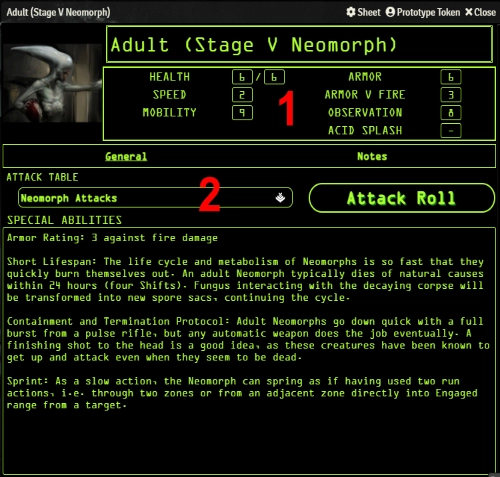 Adult (Stage V Neomorph)
Sheet
Prototype Token
Close
Adult (Stage V Neomorph)
HEALTH 6 / 6 ARMOR 6
SPEED 2 ARMOR V FIRE 3
MOBILITY 9 OBSERVATION 8
ACID SPLASH -
1
General
Notes
ATTACK TABLE
Neomorph Attacks
2
Attack Roll
SPECIAL ABILITIES
Armor Rating: 3 against fire damage
Short Lifespan: The life cycle and metabolism of Neomorphs is so fast that they
quickly burn themselves out. An adult Neomorph typically dies of natural causes
within 24 hours (four Shifts). Fungus interacting with the decaying corpse will
be transformed into new spore sacs, continuing the cycle.
Containment and Termination Protocol: Adult Neomorphs go down quick with a full
burst from a pulse rifle, but any automatic weapon does the job eventually. A
finishing shot to the head is a good idea, as these creatures have been known to
get up and attack even when they seem to be dead.
Sprint: As a slow action, the Neomorph can spring as if having used two run
actions, i.e. through two zones or from an adjacent zone directly into Engaged
range from a target.